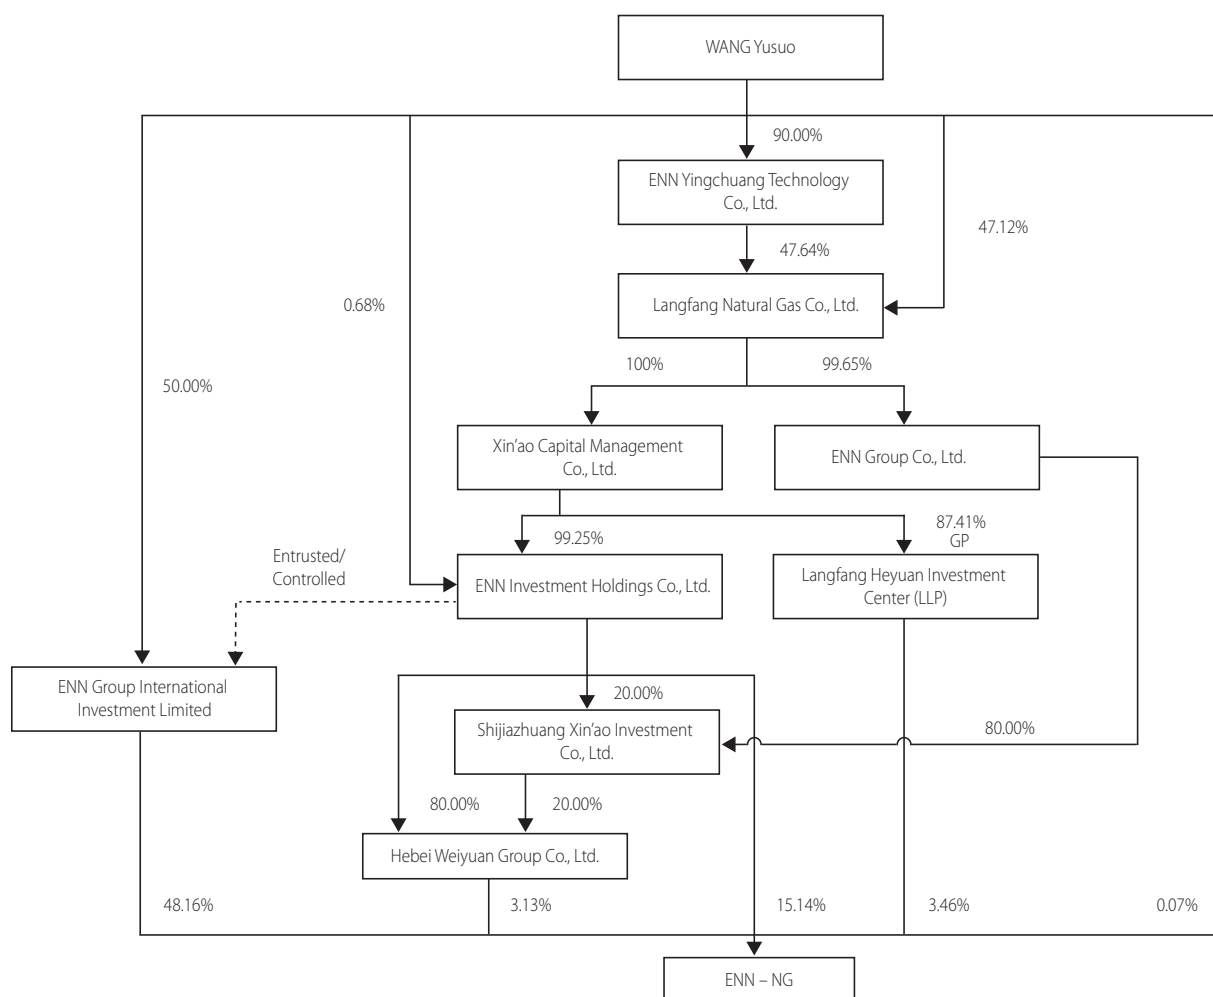 WANG Yusuo
90.00%
ENN Yingchuang Technology
Co., Ltd.
47.12%
47.64%
0.68%
Langfang Natural Gas Co., Ltd.
100%
99.65%
50.00%
Xin'ao Capital Management
Co., Ltd.
ENN Group Co., Ltd.
99.25%
87.41%
GP
Entrusted/
Controlled
ENN Investment Holdings Co., Ltd.
Langfang Heyuan Investment
Center (LLP)
ENN Group International
Investment Limited
20.00%
Shijiazhuang Xin'ao Investment
Co., Ltd.
80.00%
80.00%
20.00%
Hebei Weiyuan Group Co., Ltd.
48.16%
3.13%
15.14%
3.46%
0.07%
ENN – NG